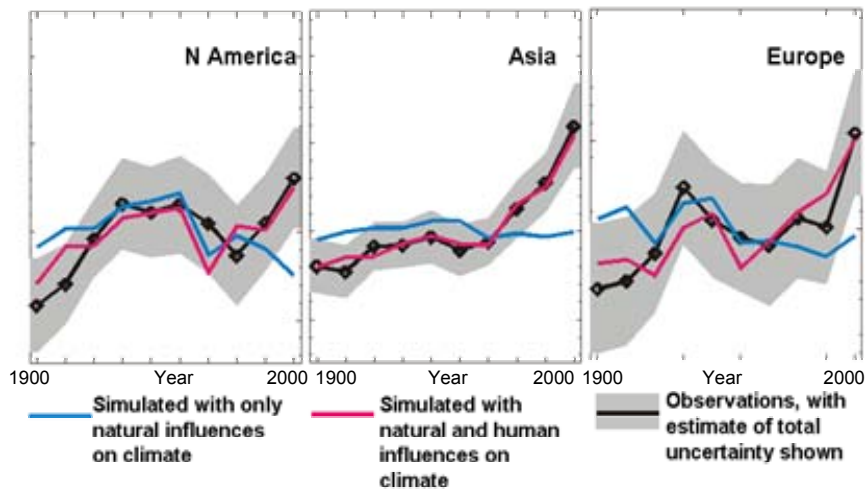 N America
Asia
Europe
1900 Year 2000
1900 Year 2000
1900 Year 2000
Simulated with only
natural influences
on climate
Simulated with
natural and human
influences on
climate
Observations, with
estimate of total
uncertainty shown